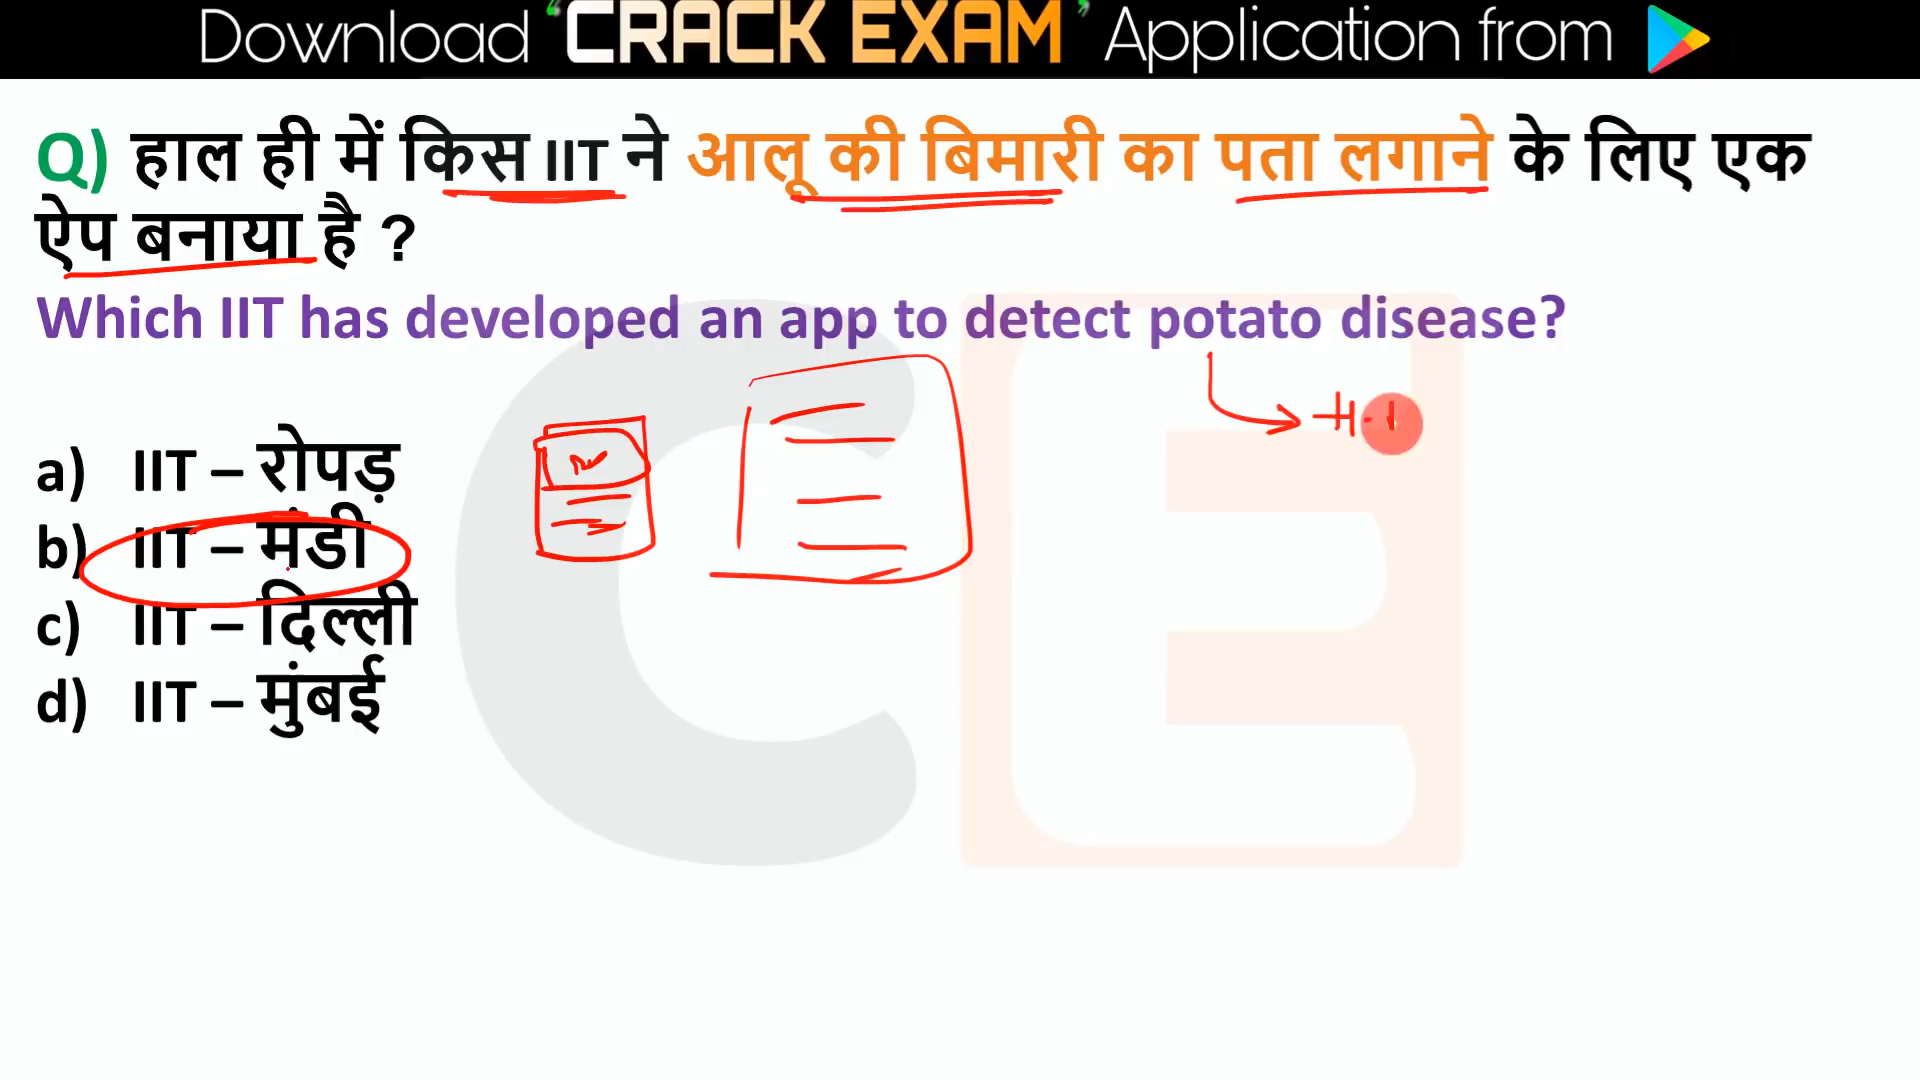 Download 'CRACK EXAM' Application from
Q) हाल ही में किस IIT ने आलू की बिमारी का पता लगाने के लिए एक
ऐप बनाया है ?
Which IIT has developed an app to detect potato disease?
a) IIT – रोपड़
b) IIT – मंडी
c) IIT – दिल्ली
d) IIT – मुंबई
CE